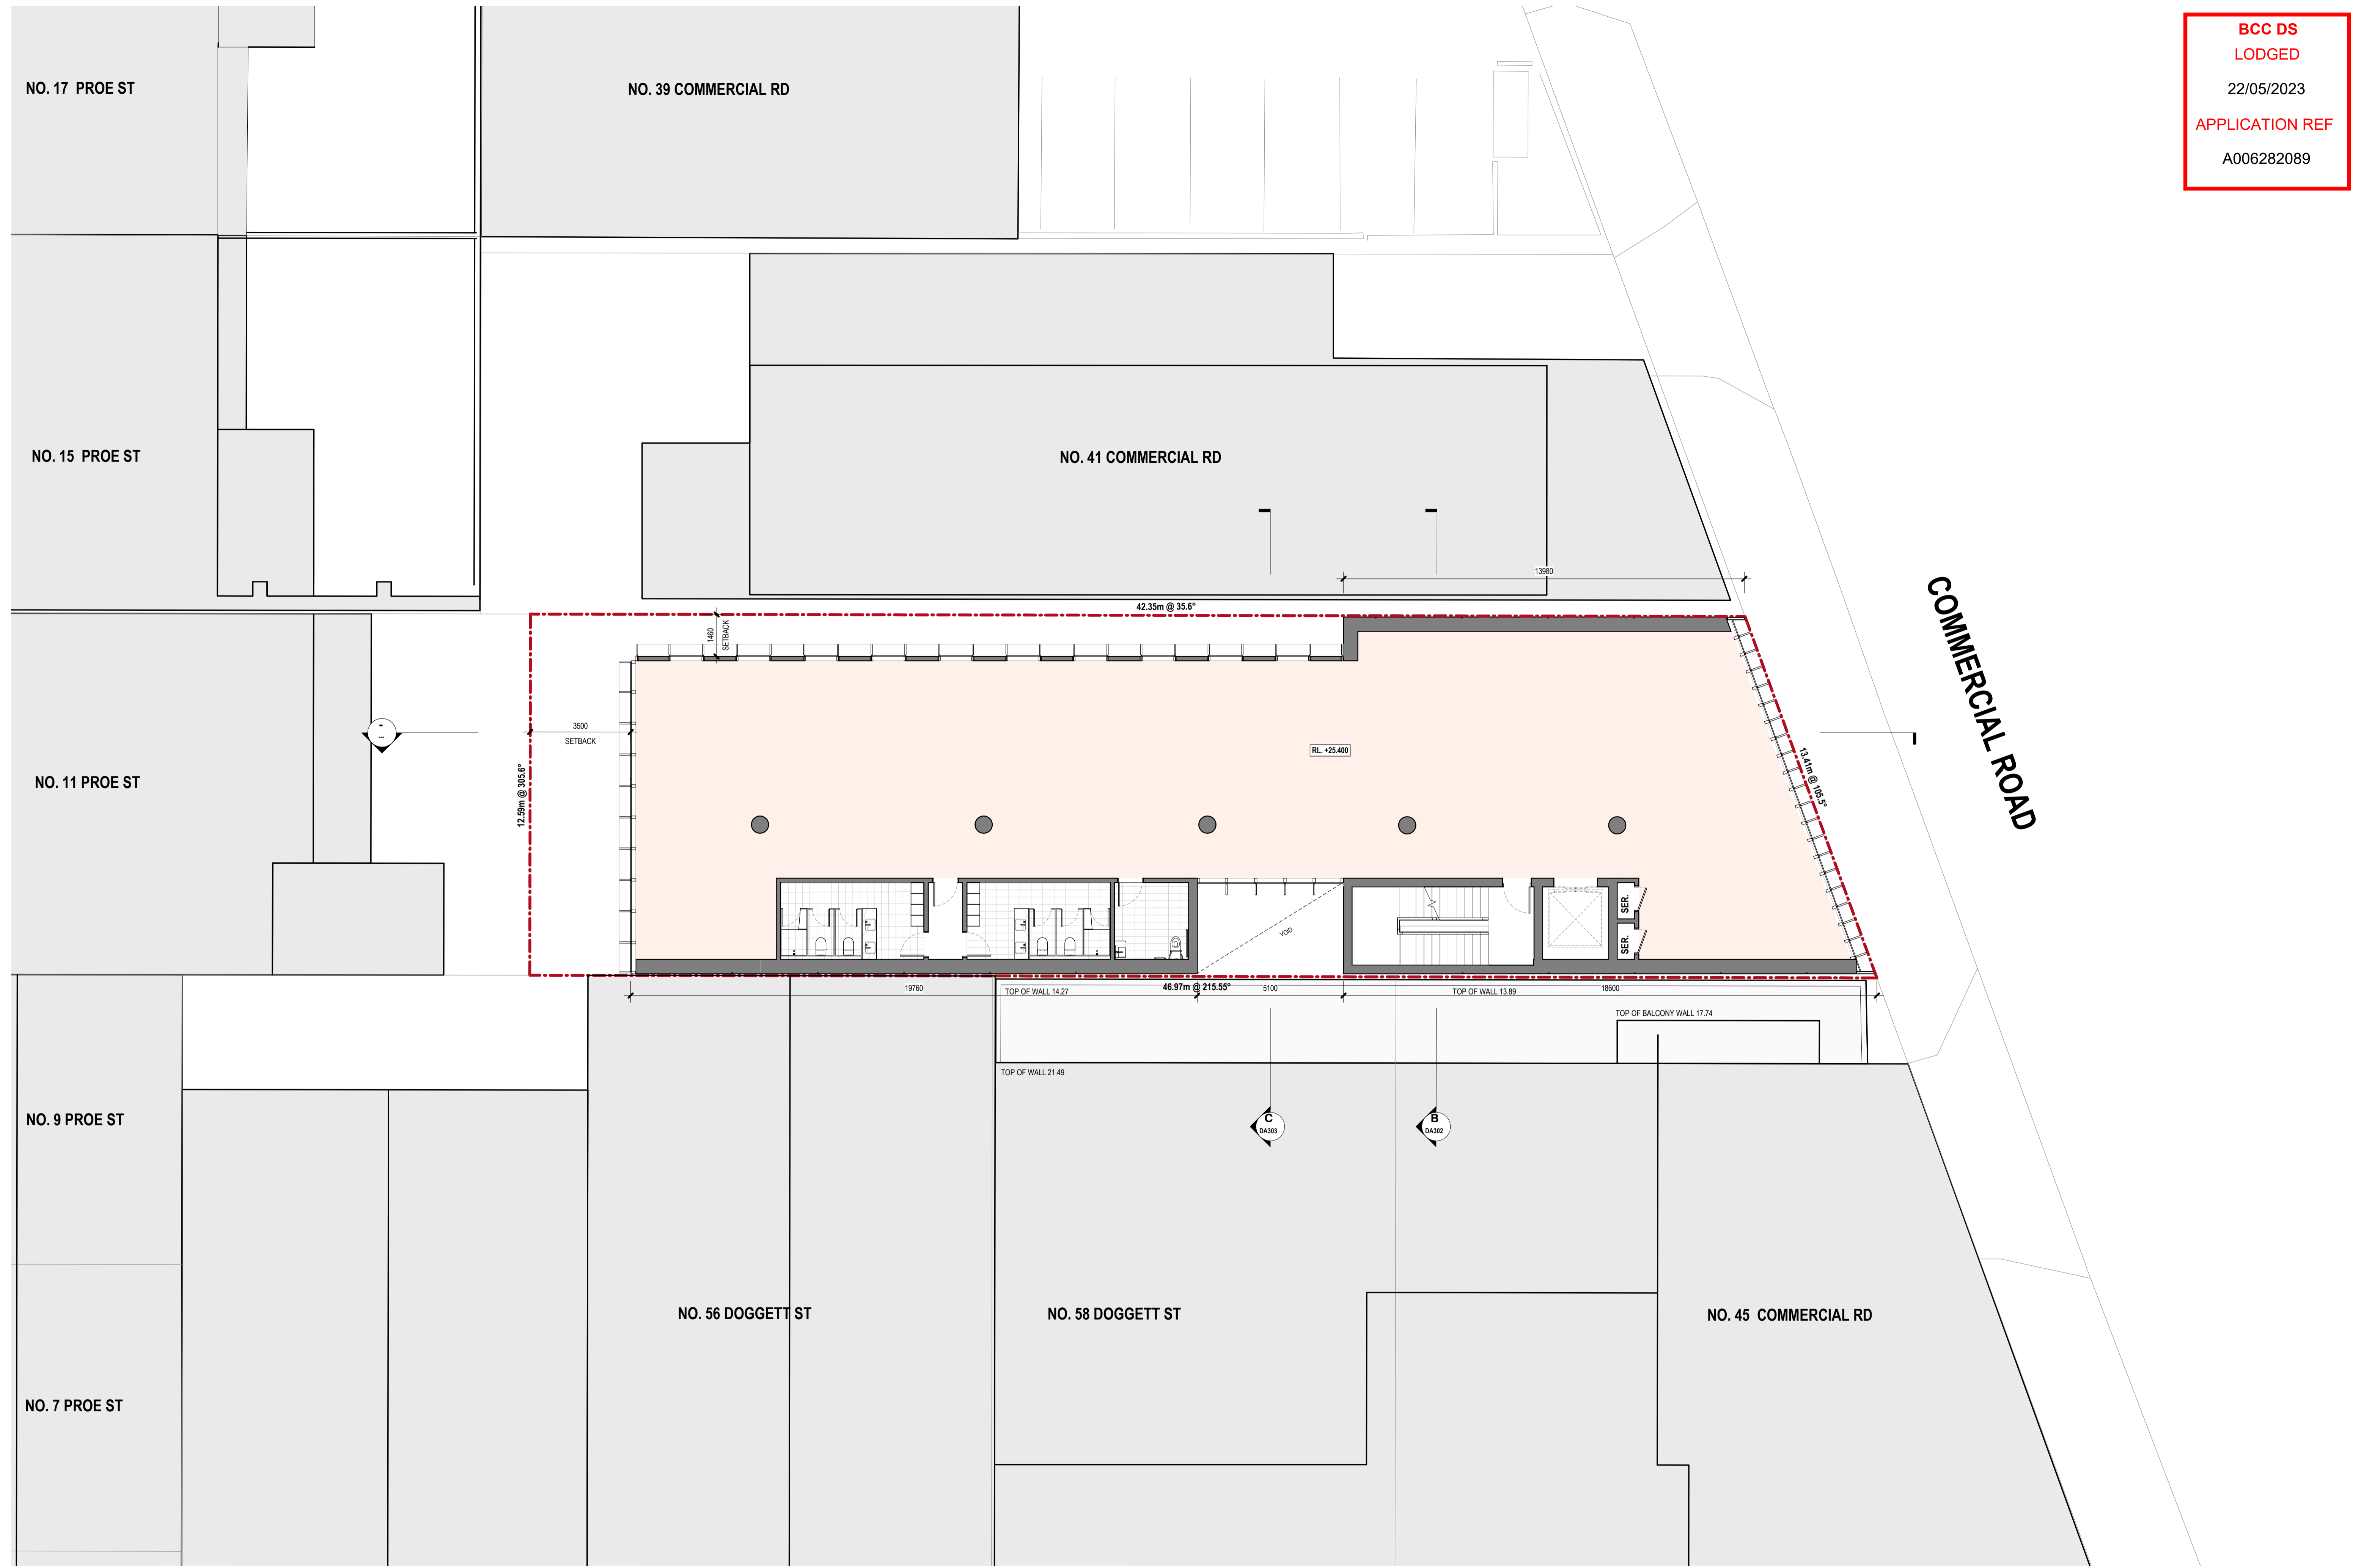 BCC DS
LODGED
22/05/2023
APPLICATION REF
A006282089
NO. 17 PROE ST
NO. 39 COMMERCIAL RD
NO. 15 PROE ST
NO. 41 COMMERCIAL RD
13980
42.35m @ 35.6°
1460
SETBACK
COMMERCIAL ROAD
3500
SETBACK
RL. +25.400
NO. 11 PROE ST
12.59m @ 305.6°
13.41m @ 105.5°
SER.
SER.
VOID
19760
TOP OF WALL 14.27
46.97m @ 215.55°
5100
TOP OF WALL 13.89
18600
TOP OF BALCONY WALL 17.74
TOP OF WALL 21.49
NO. 9 PROE ST
C
DA303
B
DA302
NO. 56 DOGGETT ST
NO. 58 DOGGETT ST
NO. 45 COMMERCIAL RD
NO. 7 PROE ST